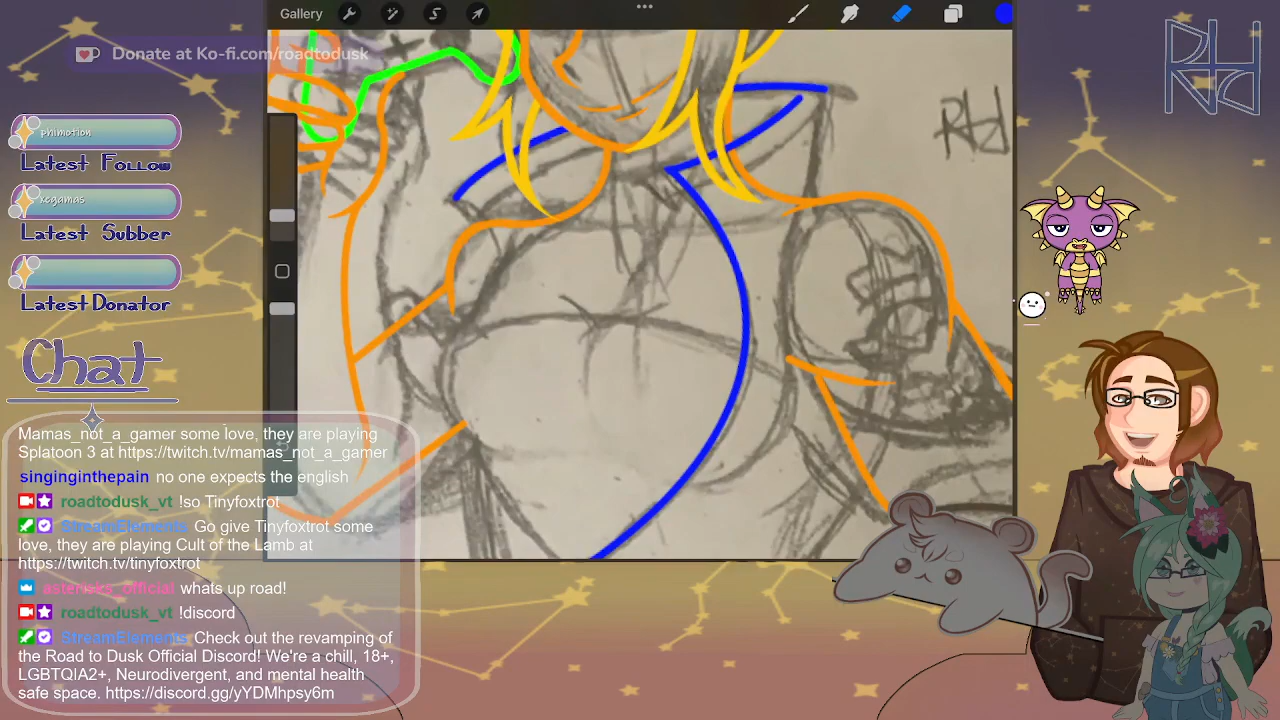 Gallery
Donate at Ko-fi.com/roadtodusk
RtD
phimotion
Latest Follow
xcgamas
Latest Subber
Latest Donator
RtD
Chat
Mamas_not_a_gamer some love, they are playing
Splatoon 3 at https://twitch.tv/mamas_not_a_gamer
singinginthepain no one expects the english
roadtodusk_vt !so Tinyfoxtrot
StreamElements Go give Tinyfoxtrot some
love, they are playing Cult of the Lamb at
https://twitch.tv/tinyfoxtrot
asterisks_official whats up road!
roadtodusk_vt !discord
StreamElements Check out the revamping of
the Road to Dusk Official Discord! We're a chill, 18+,
LGBTQIA2+, Neurodivergent, and mental health
safe space. https://discord.gg/yYDMhpsy6m